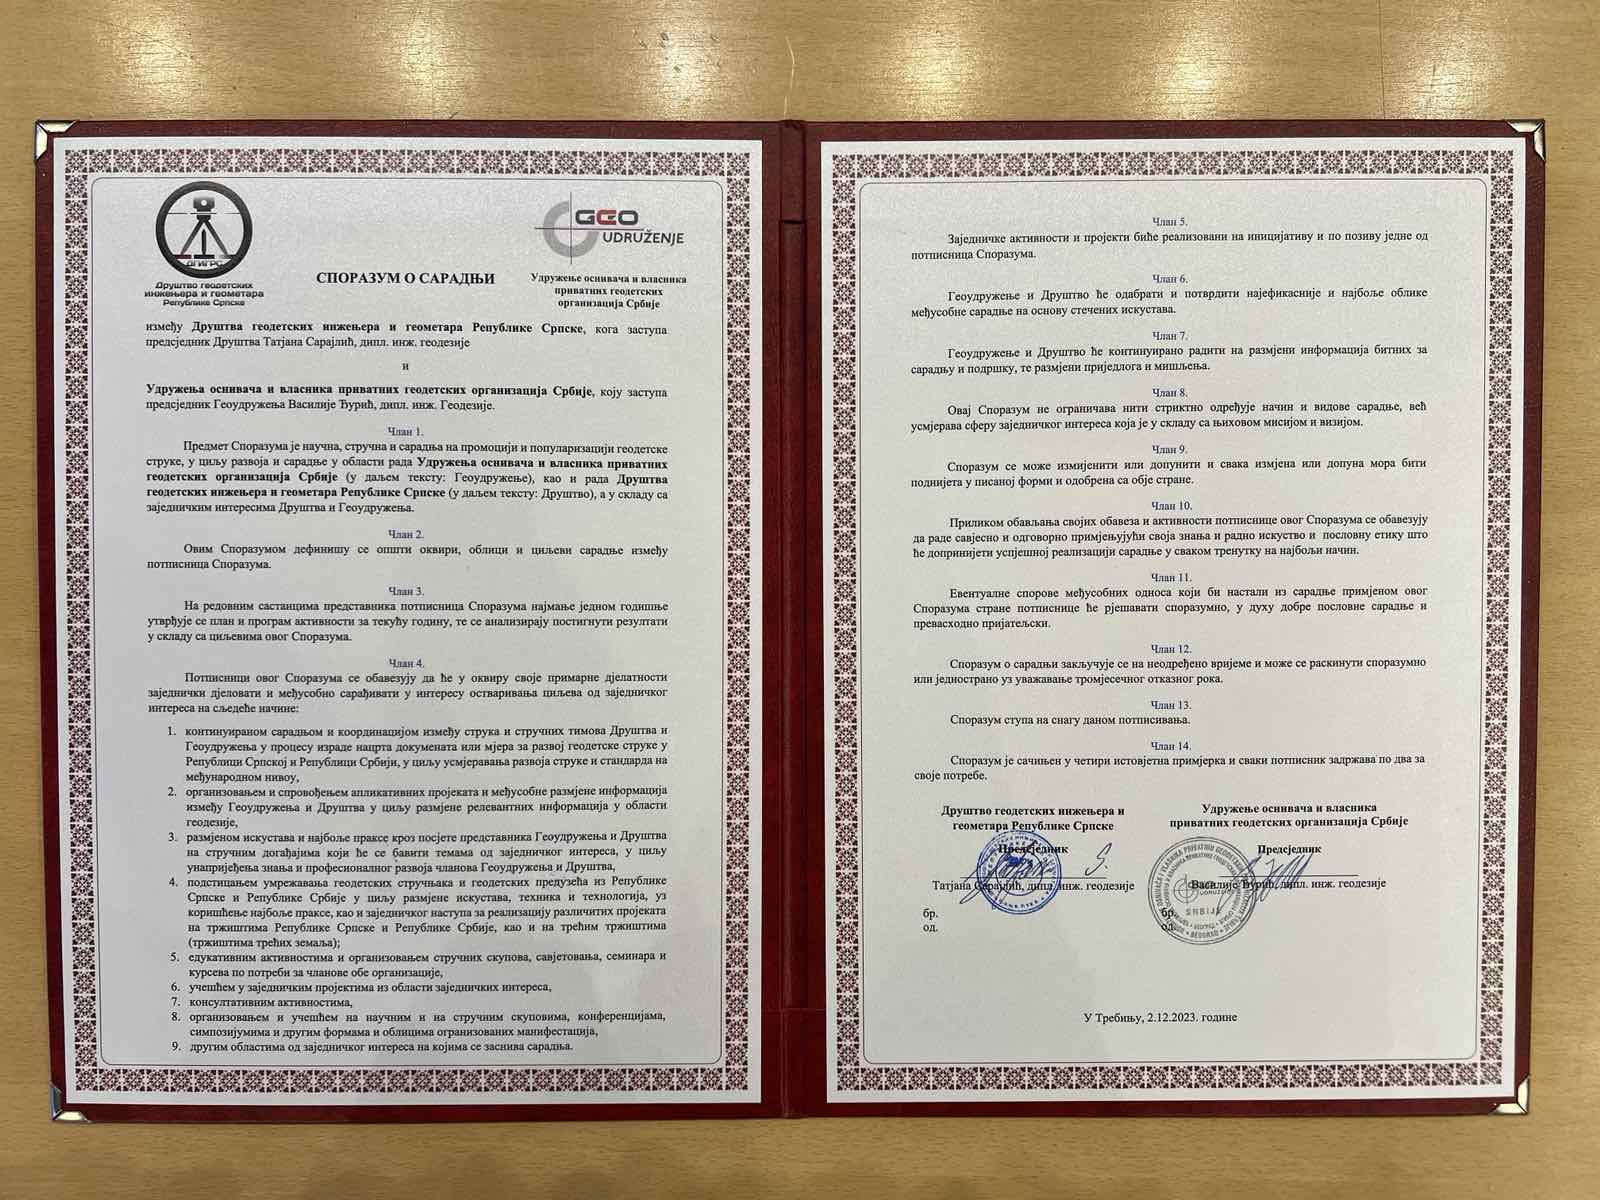 ДГИГРС
Друштво геодетских
инжењера и геометара
Републике Српске
СПОРАЗУМ О САРАДЊИ
GEO
UDRUŽENJE
Удружење оснивача и власника
приватних геодетских
организација Србије
између Друштва геодетских инжењера и геометара Републике Српске, кога заступа
предсједник Друштва Татјана Сарајлић, дипл. инж. геодезије
и
Удружења оснивача и власника приватних геодетских организација Србије, коју заступа
предсједник Геоудружења Василије Ђурић, дипл. инж. Геодезије.
Члан 1.
Предмет Споразума је научна, стручна и сарадња на промоцији и популаризацији геодетске
струке, у циљу развоја и сарадње у области рада Удружења оснивача и власника приватних
геодетских организација Србије (у даљем тексту: Геоудружење), као и рада Друштва
геодетских инжењера и геометара Републике Српске (у даљем тексту: Друштво), а у складу са
заједничким интересима Друштва и Геоудружења.
Члан 2.
Овим Споразумом дефинишу се општи оквири, облици и циљеви сарадње између
потписница Споразума.
Члан 3.
На редовним састанцима представника потписница Споразума најмање једном годишње
утврђује се план и програм активности за текућу годину, те се анализирају постигнути резултати
у складу са циљевима овог Споразума.
Члан 4.
Потписници овог Споразума се обавезују да ће у оквиру своје примарне дјелатности
заједнички дјеловати и међусобно сарађивати у интересу остваривања циљева од заједничког
интереса на сљедеће начине:
1. континуираном сарадњом и координацијом између струка и стручних тимова Друштва и
Геоудружења у процесу израде нацрта докумената или мјера за развој геодетске струке у
Републици Српској и Републици Србији, у циљу усмјеравања развоја струке и стандарда на
међународном нивоу,
2. организовањем и спровођењем апликативних пројеката и међусобне размјене информација
између Геоудружења и Друштва у циљу размјене релевантних информација у области
геодезије,
3. размјеном искустава и најбоље праксе кроз посјете представника Геоудружења и Друштва
на стручним догађајима који ће се бавити темама од заједничког интереса, у циљу
унапријеђења знања и професионалног развоја чланова Геоудружења и Друштва,
4. подстицањем умрежавања геодетских стручњака и геодетских предузећа из Републике
Српске и Републике Србије у циљу размјене искустава, техника и технологија, уз
коришћење најбоље праксе, као и заједничког наступа за реализацију различитих пројеката
на тржиштима Републике Српске и Републике Србије, као и на трећим тржиштима
(тржиштима трећих земаља);
5. едукативним активностима и организовањем стручних скупова, савјетовања, семинара и
курсева по потреби за чланове обе организације,
6. учешћем у заједничким пројектима из области заједничких интереса,
7. консултативним активностима,
8. организовањем и учешћем на научним и на стручним скуповима, конференцијама,
симпозијумима и другим формама и облицима огранизованих манифестација,
9. другим областима од заједничког интереса на којима се заснива сарадња.
Члан 5.
Заједничке активности и пројекти биће реализовани на иницијативу и по позиву једне од
потписница Споразума.
Члан 6.
Геоудружење и Друштво ће одабрати и потврдити најефикасније и најбоље облике
међусобне сарадње на основу стечених искустава.
Члан 7.
Геоудружење и Друштво ће континуирано радити на размјени информација битних за
сарадњу и подршку, те размјени приједлога и мишљења.
Члан 8.
Овај Споразум не ограничава нити стриктно одређује начин и видове сарадње, већ
усмјерава сферу заједничког интереса која је у складу са њиховом мисијом и визијом.
Члан 9.
Споразум се може измијенити или допунити и свака измјена или допуна мора бити
поднијета у писаној форми и одобрена са обје стране.
Члан 10.
Приликом обављања својих обавеза и активности потписнице овог Споразума се обавезују
да раде савјесно и одговорно примјењујући своја знања и радно искуство и пословну етику што
ће допринијети успјешној реализацији сарадње у сваком тренутку на најбољи начин.
Члан 11.
Евентуалне спорове међусобних односа који би настали из сарадње примјеном овог
Споразума стране потписнице ће рјешавати споразумно, у духу добре пословне сарадње и
превасходно пријатељски.
Члан 12.
Споразум о сарадњи закључује се на неодређено вријеме и може се раскинути споразумно
или једнострано уз уважавање тромјесечног отказног рока.
Члан 13.
Споразум ступа на снагу даном потписивања.
Члан 14.
Споразум је сачињен у четири истовјетна примјерка и сваки потписник задржава по два за
своје потребе.
Друштво геодетских инжењера и
геометара Републике Српске
Предсједник
Татјана Сарајлић, дипл. инж. геодезије
бр.
од.
Удружење оснивача и власника
приватних геодетских организација Србије
Предсједник
Василије Ђурић, дипл. инж. геодезије
бр.
од.
У Требињу, 2.12.2023. године